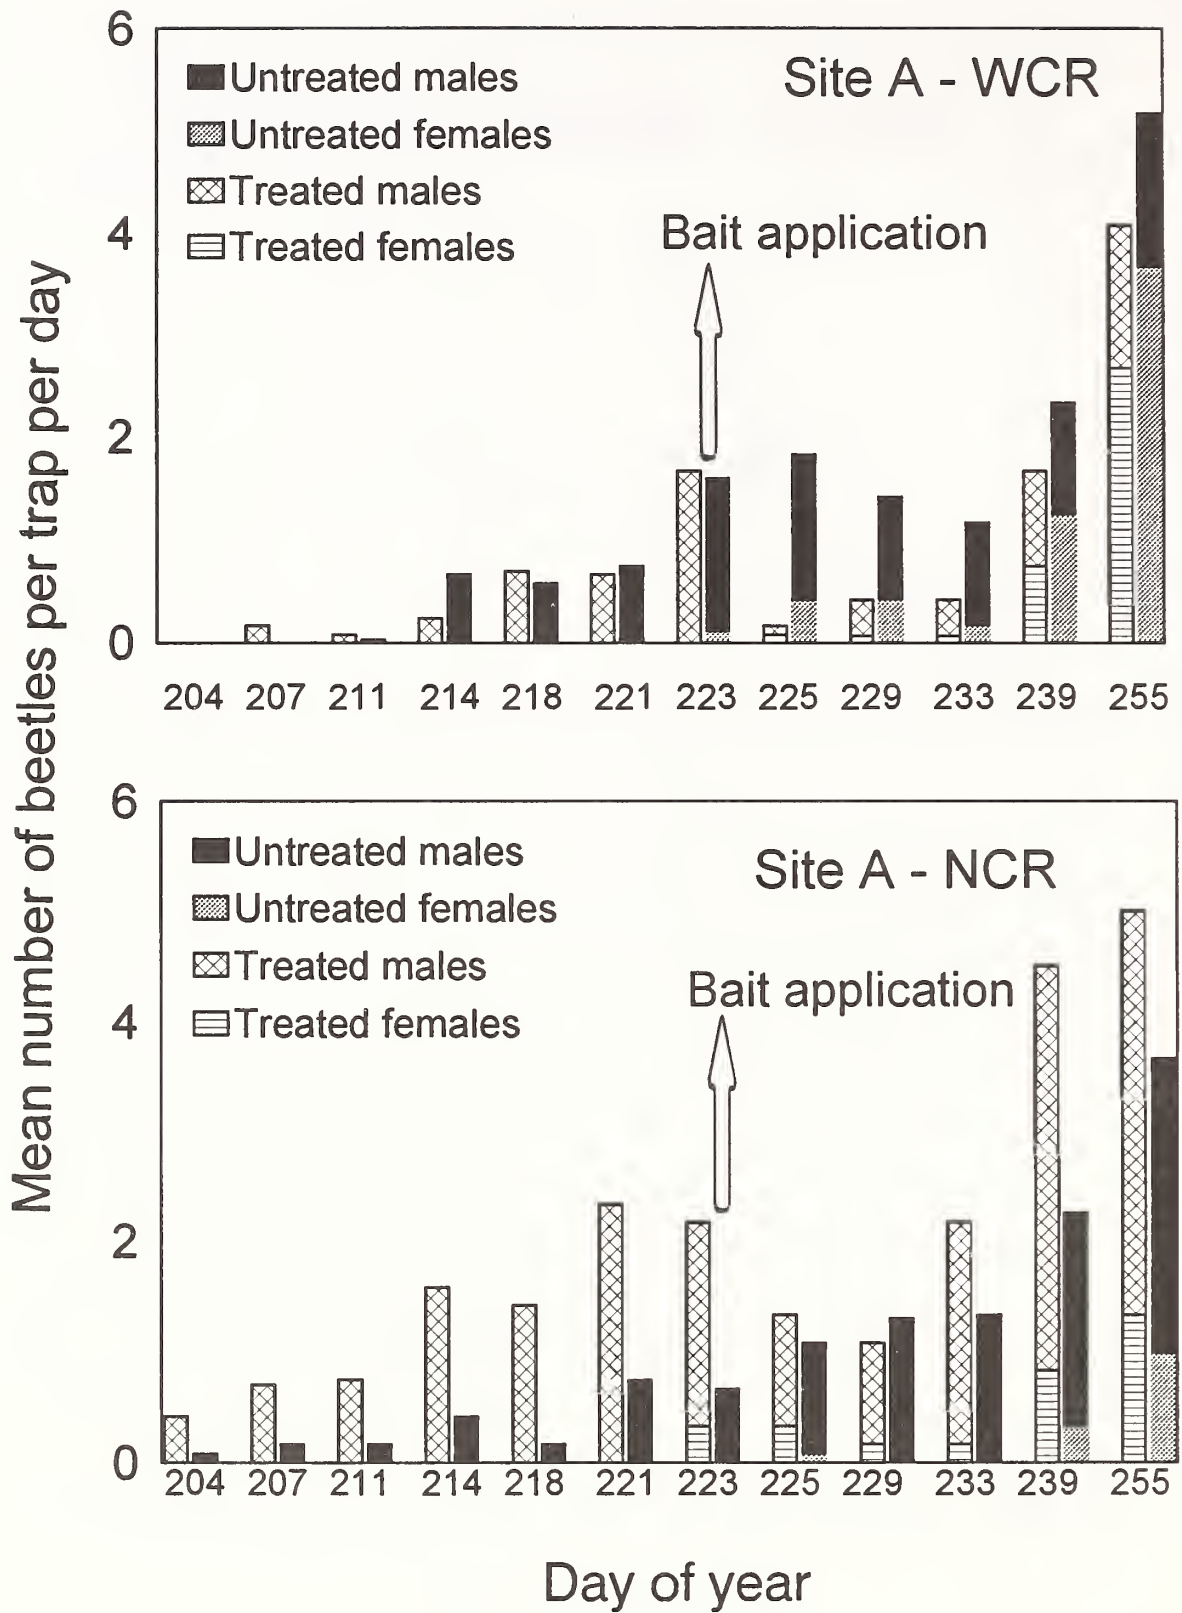 Mean number of beetles per trap per day
6
4
2
0
Untreated males
Untreated females
Treated males
Treated females
Site A - WCR
Bait application
204 207 211 214 218 221 223 225 229 233 239 255
6
4
2
0
Untreated males
Untreated females
Treated males
Treated females
Site A - NCR
Bait application
204 207 211 214 218 221 223 225 229 233 239 255
Day of year